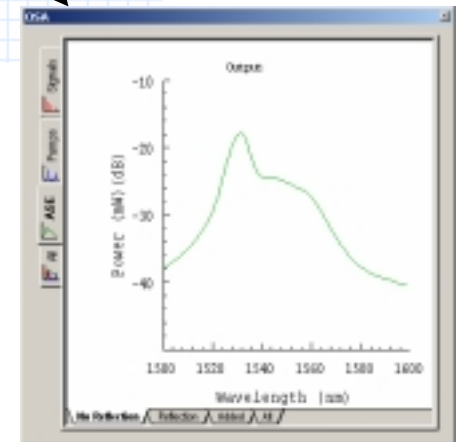 OSA
Signals
Pumps
ASE
All
Output
Power (mW)(dB)
-10
-20
-30
-40
1500 1520 1540 1560 1580 1600
Wavelength (nm)
No Reflection / Reflection / Added / All